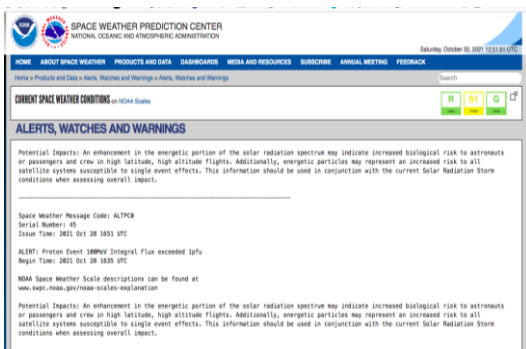 SPACE WEATHER PREDICTION CENTER
NATIONAL OCEANIC AND ATMOSPHERIC ADMINISTRATION
Saturday, October 30, 2021 12:51:51 UTC
HOME ABOUT SPACE WEATHER PRODUCTS AND DATA DASHBOARDS MEDIA AND RESOURCES SUBSCRIBE ANNUAL MEETING FEEDBACK
Home » Products and Data » Alerts, Watches and Warnings » Alerts, Watches and Warnings
Search
CURRENT SPACE WEATHER CONDITIONS on NOAA Scales
R S1 G
ALERTS, WATCHES AND WARNINGS
Potential Impacts: An enhancement in the energetic portion of the solar radiation spectrum may indicate increased biological risk to astronauts
or passengers and crew in high latitude, high altitude flights. Additionally, energetic particles may represent an increased risk to all
satellite systems susceptible to single event effects. This information should be used in conjunction with the current Solar Radiation Storm
conditions when assessing overall impact.
Space Weather Message Code: ALTPC0
Serial Number: 45
Issue Time: 2021 Oct 28 1651 UTC
ALERT: Proton Event 100MeV Integral Flux exceeded 1pfu
Begin Time: 2021 Oct 28 1635 UTC
NOAA Space Weather Scale descriptions can be found at
www.swpc.noaa.gov/noaa-scales-explanation
Potential Impacts: An enhancement in the energetic portion of the solar radiation spectrum may indicate increased biological risk to astronauts
or passengers and crew in high latitude, high altitude flights. Additionally, energetic particles may represent an increased risk to all
satellite systems susceptible to single event effects. This information should be used in conjunction with the current Solar Radiation Storm
conditions when assessing overall impact.